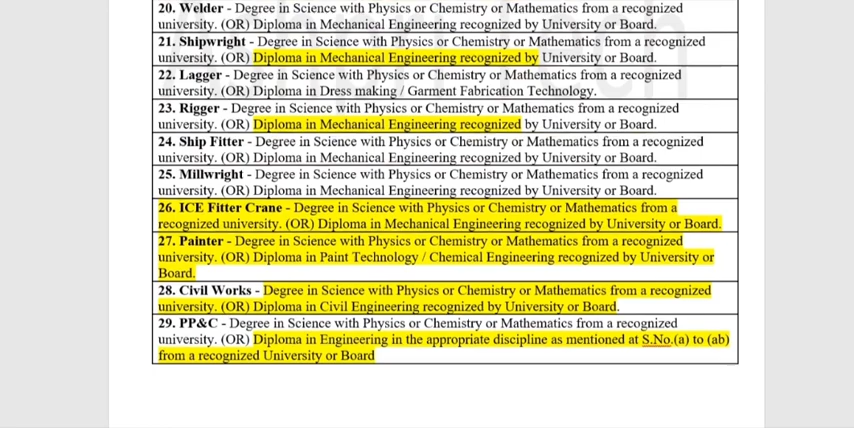 20. Welder - Degree in Science with Physics or Chemistry or Mathematics from a recognized
university. (OR) Diploma in Mechanical Engineering recognized by University or Board.
21. Shipwright - Degree in Science with Physics or Chemistry or Mathematics from a recognized
university. (OR) Diploma in Mechanical Engineering recognized by University or Board.
22. Lagger - Degree in Science with Physics or Chemistry or Mathematics from a recognized
university. (OR) Diploma in Dress making / Garment Fabrication Technology.
23. Rigger - Degree in Science with Physics or Chemistry or Mathematics from a recognized
university. (OR) Diploma in Mechanical Engineering recognized by University or Board.
24. Ship Fitter - Degree in Science with Physics or Chemistry or Mathematics from a recognized
university. (OR) Diploma in Mechanical Engineering recognized by University or Board.
25. Millwright - Degree in Science with Physics or Chemistry or Mathematics from a recognized
university. (OR) Diploma in Mechanical Engineering recognized by University or Board.
26. ICE Fitter Crane - Degree in Science with Physics or Chemistry or Mathematics from a
recognized university. (OR) Diploma in Mechanical Engineering recognized by University or Board.
27. Painter - Degree in Science with Physics or Chemistry or Mathematics from a recognized
university. (OR) Diploma in Paint Technology / Chemical Engineering recognized by University or
Board.
28. Civil Works - Degree in Science with Physics or Chemistry or Mathematics from a recognized
university. (OR) Diploma in Civil Engineering recognized by University or Board.
29. PP&C - Degree in Science with Physics or Chemistry or Mathematics from a recognized
university. (OR) Diploma in Engineering in the appropriate discipline as mentioned at S.No.(a) to (ab)
from a recognized University or Board